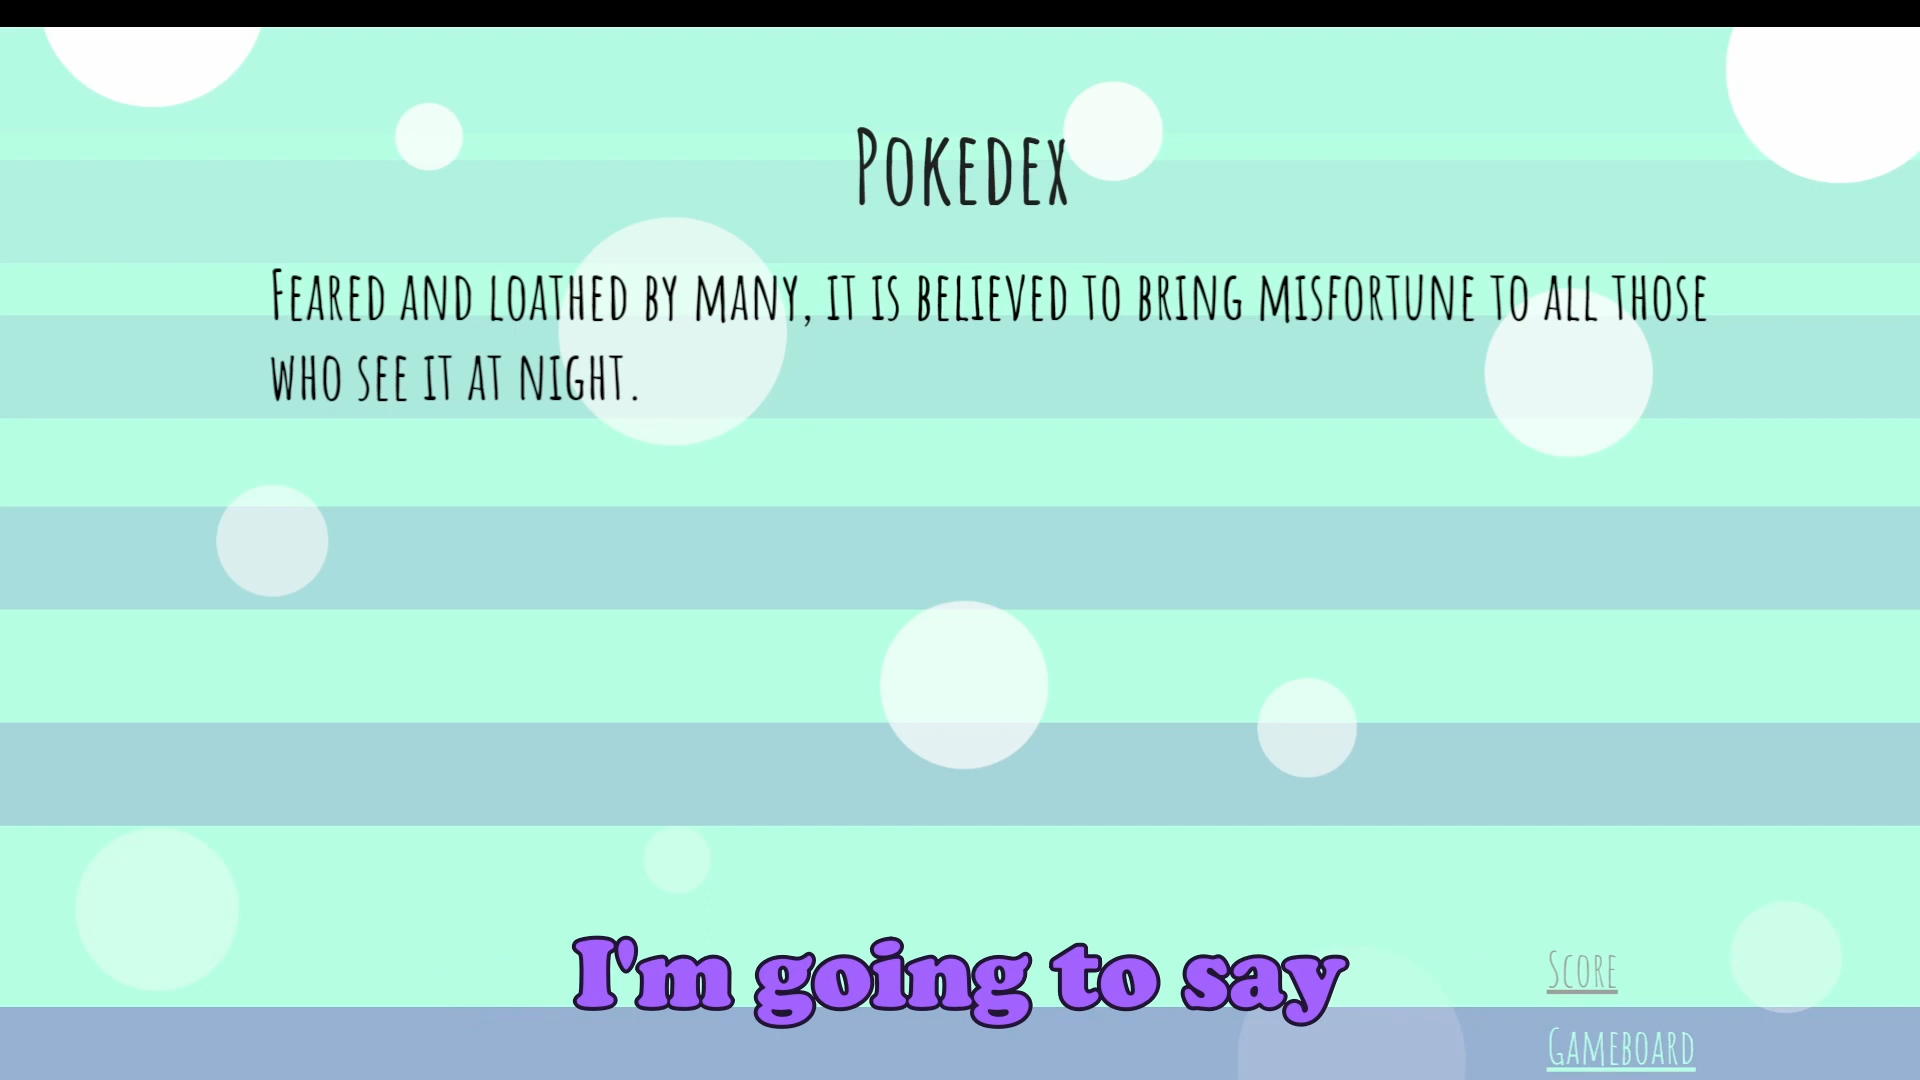 Pokedex
Feared and loathed by many, it is believed to bring misfortune to all those
who see it at night.
I'm going to say
Score
Gameboard